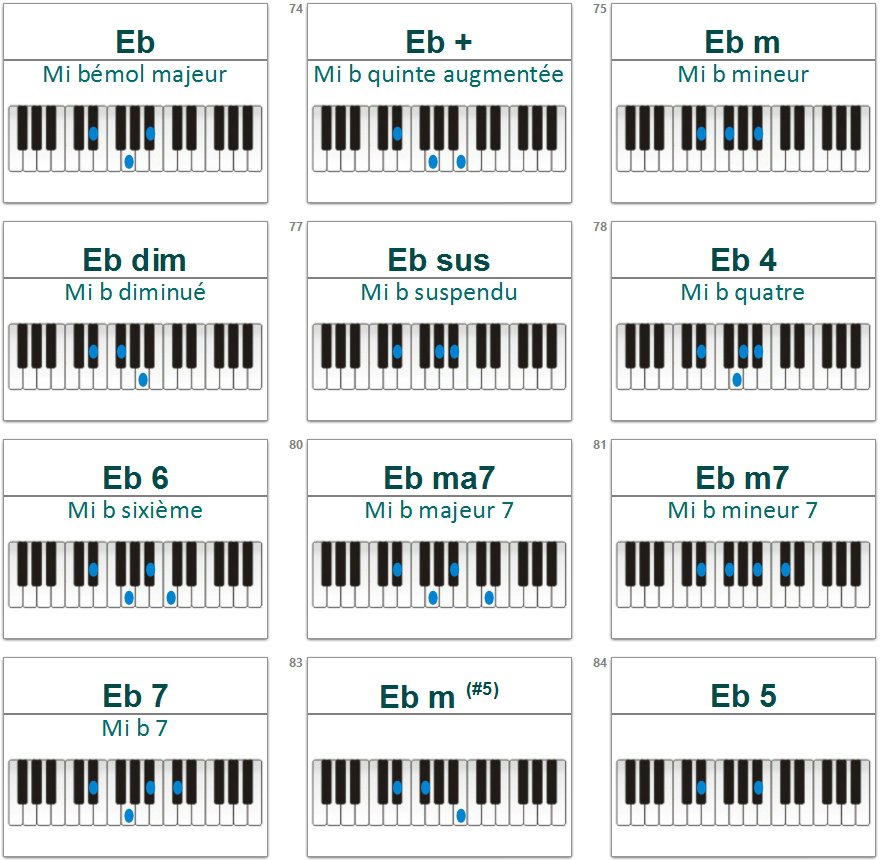 74
75
Eb
Eb +
Eb m
Mi bémol majeur
Mi b quinte augmentée
Mi b mineur
77
78
Eb dim
Eb sus
Eb 4
Mi b diminué
Mi b suspendu
Mi b quatre
80
81
Eb 6
Eb ma7
Eb m7
Mi b sixième
Mi b majeur 7
Mi b mineur 7
83
84
Eb 7
Eb m (#5)
Eb 5
Mi b 7